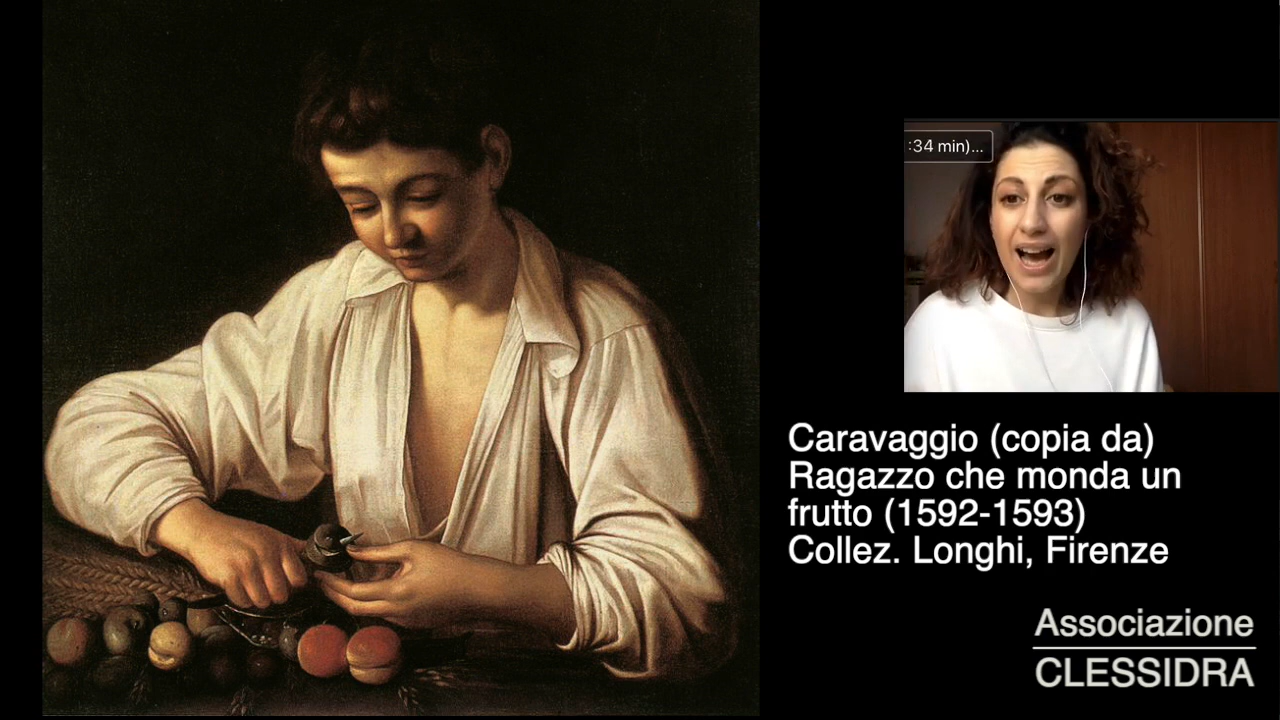 :34 min)...
Caravaggio (copia da)
Ragazzo che monda un
frutto (1592-1593)
Collez. Longhi, Firenze
Associazione
CLESSIDRA